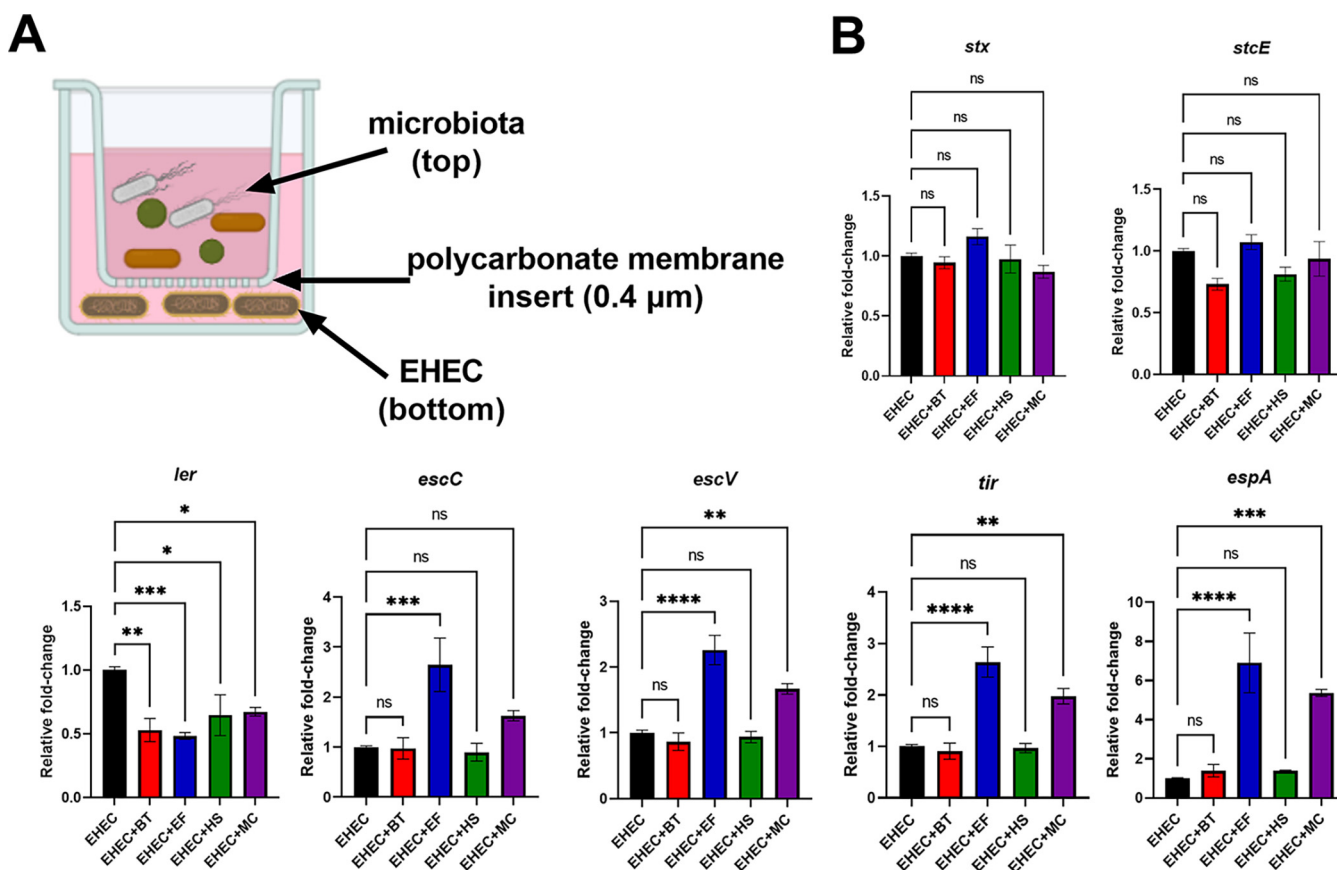 A
microbiota
(top)
polycarbonate membrane
insert (0.4 µm)
EHEC
(bottom)
B
stx
ns
ns
ns
ns
Relative fold-change
1.5
1.0
0.5
0.0
EHEC
EHEC+BT
EHEC+EF
EHEC+HS
EHEC+MC
stcE
ns
ns
ns
ns
Relative fold-change
1.5
1.0
0.5
0.0
EHEC
EHEC+BT
EHEC+EF
EHEC+HS
EHEC+MC
ler
*
*
***
**
Relative fold-change
1.5
1.0
0.5
0.0
EHEC
EHEC+BT
EHEC+EF
EHEC+HS
EHEC+MC
escC
ns
ns
***
ns
Relative fold-change
4
3
2
1
0
EHEC
EHEC+BT
EHEC+EF
EHEC+HS
EHEC+MC
escV
**
ns
****
ns
Relative fold-change
3
2
1
0
EHEC
EHEC+BT
EHEC+EF
EHEC+HS
EHEC+MC
tir
**
ns
****
ns
Relative fold-change
4
3
2
1
0
EHEC
EHEC+BT
EHEC+EF
EHEC+HS
EHEC+MC
espA
***
ns
****
ns
Relative fold-change
10
8
6
4
2
0
EHEC
EHEC+BT
EHEC+EF
EHEC+HS
EHEC+MC